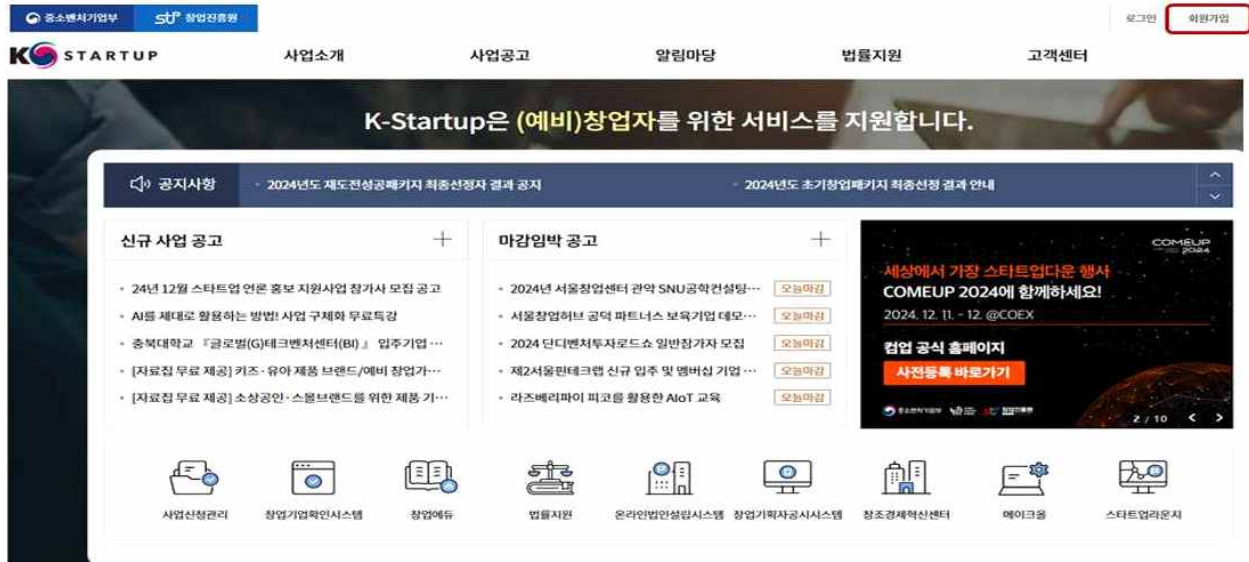 중소벤처기업부 창업진흥원 로그인 회원가입
K STARTUP 사업소개 사업공고 알림마당 법률지원 고객센터
K-Startup은 (예비)창업자를 위한 서비스를 지원합니다.
공지사항 · 2024년도 재도전성공패키지 최종선정자 결과 공지 · 2024년도 초기창업패키지 최종선정 결과 안내
신규 사업 공고
· 24년 12월 스타트업 언론 홍보 지원사업 참가사 모집 공고
· AI를 제대로 활용하는 방법! 사업 구체화 무료특강
· 충북대학교 『글로벌(G)테크벤처센터(BI)』 입주기업 …
· [자료집 무료 제공] 키즈·유아 제품 브랜드/예비 창업가…
· [자료집 무료 제공] 소상공인·스몰브랜드를 위한 제품 기…
마감임박 공고
· 2024년 서울창업센터 관악 SNU공학컨설팅… 오늘마감
· 서울창업허브 공덕 파트너스 보육기업 데모… 오늘마감
· 2024 단디벤처투자로드쇼 일반참가자 모집 오늘마감
· 제2서울핀테크랩 신규 입주 및 멤버십 기업 … 오늘마감
· 라즈베리파이 피코를 활용한 AIoT 교육 오늘마감
COMEUP
2024
세상에서 가장 스타트업다운 행사
COMEUP 2024에 함께하세요!
2024. 12. 11. - 12. @COEX
컴업 공식 홈페이지
사전등록 바로가기
중소벤처기업부 창업진흥원
2 / 10
사업신청관리 창업기업확인시스템 창업에듀 법률지원 온라인법인설립시스템 창업기획자공시시스템 창조경제혁신센터 메이크올 스타트업라운지